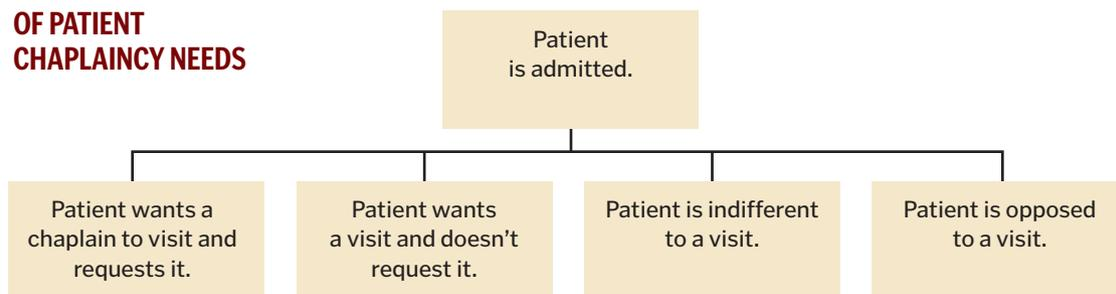 OF PATIENT
CHAPLAINCY NEEDS
Patient
is admitted.
Patient wants a
chaplain to visit and
requests it.
Patient wants
a visit and doesn’t
request it.
Patient is indifferent
to a visit.
Patient is opposed
to a visit.